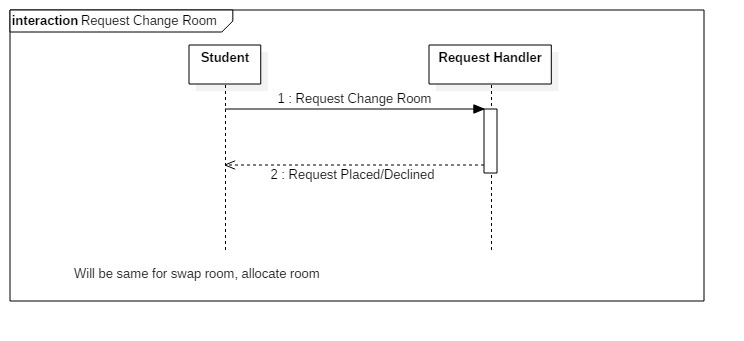 interaction Request Change Room
Student
Request Handler
1 : Request Change Room
2 : Request Placed/Declined
Will be same for swap room, allocate room